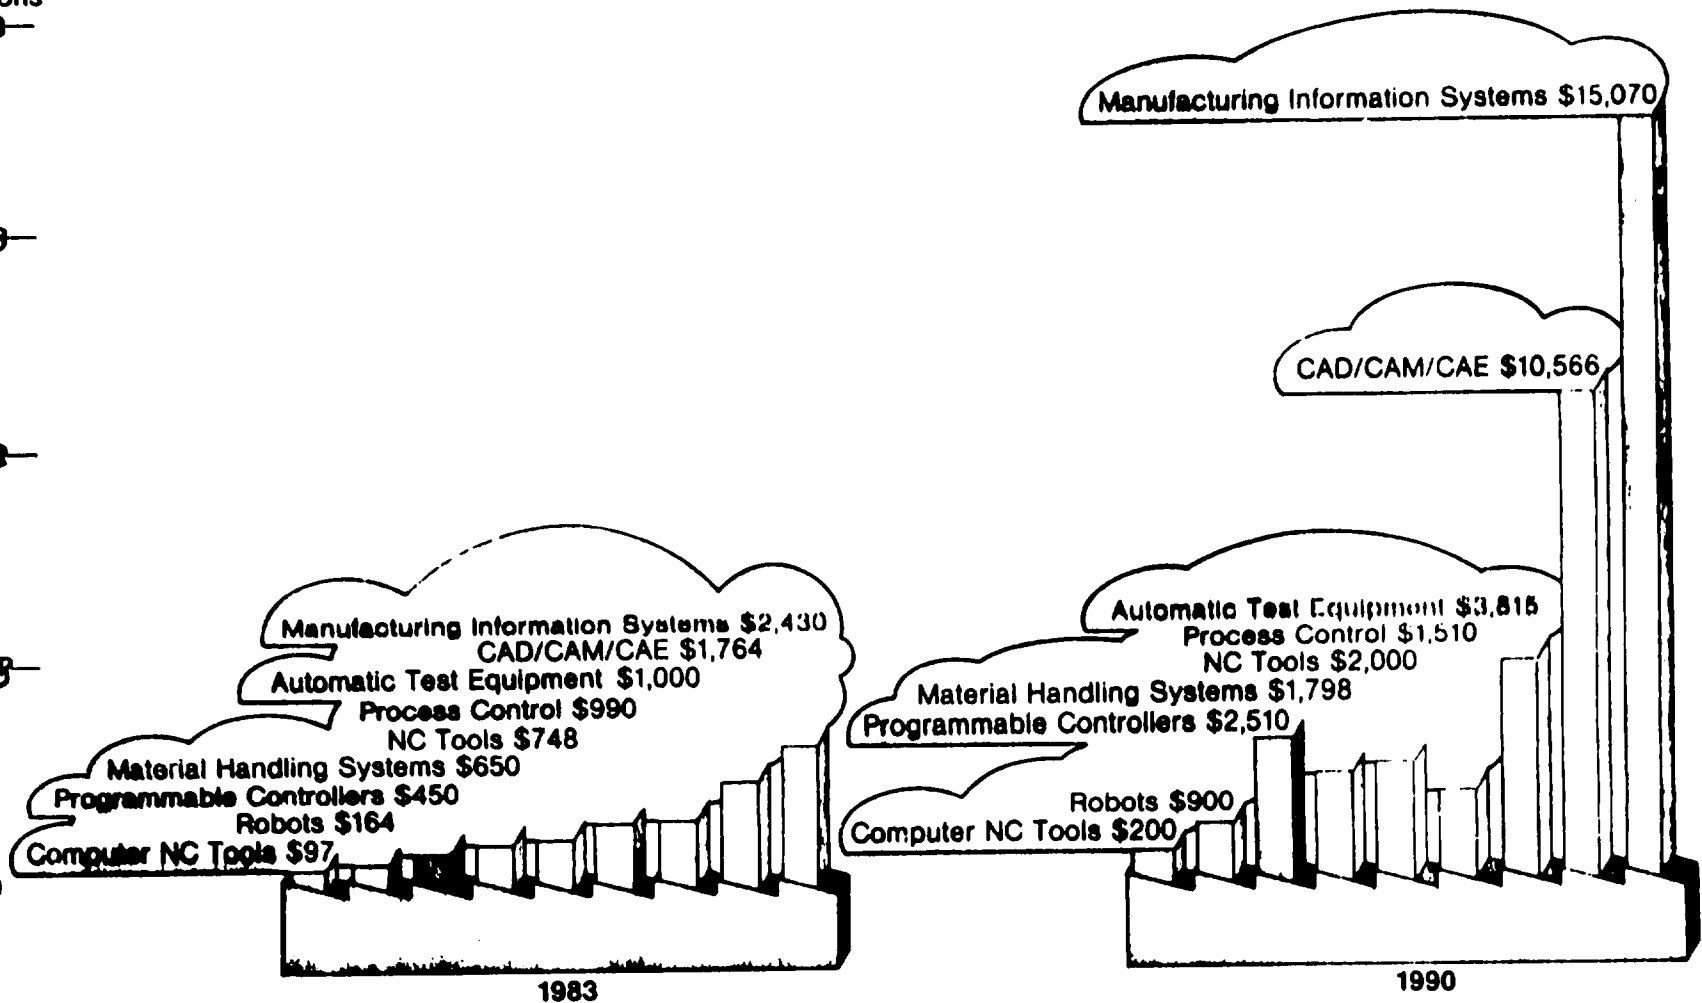 Manufacturing Information Systems $15,070
CAD/CAM/CAE $10,566
Manufacturing Information Systems $2,430
CAD/CAM/CAE $1,764
Automatic Test Equipment $1,000
Process Control $990
NC Tools $748
Material Handling Systems $650
Programmable Controllers $450
Robots $164
Computer NC Tools $97
Automatic Test Equipment $3,815
Process Control $1,510
NC Tools $2,000
Material Handling Systems $1,798
Programmable Controllers $2,510
Robots $900
Computer NC Tools $200
1983
1990